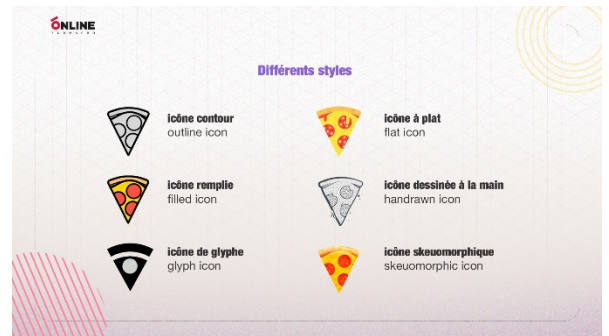 ONLINE
Différents styles
icône contour
outline icon
icône remplie
filled icon
icône de glyphe
glyph icon
icône à plat
flat icon
icône dessinée à la main
handrawn icon
icône skeuomorphique
skeuomorphic icon